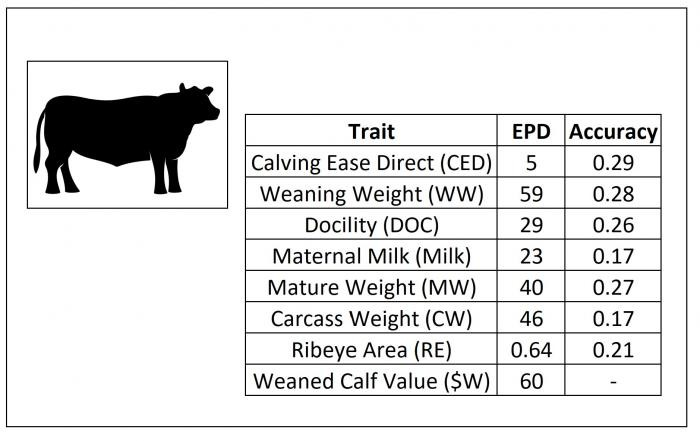 Trait EPD Accuracy
Calving Ease Direct (CED) 5 0.29
Weaning Weight (WW) 59 0.28
Docility (DOC) 29 0.26
Maternal Milk (Milk) 23 0.17
Mature Weight (MW) 40 0.27
Carcass Weight (CW) 46 0.17
Ribeye Area (RE) 0.64 0.21
Weaned Calf Value ($W) 60 -